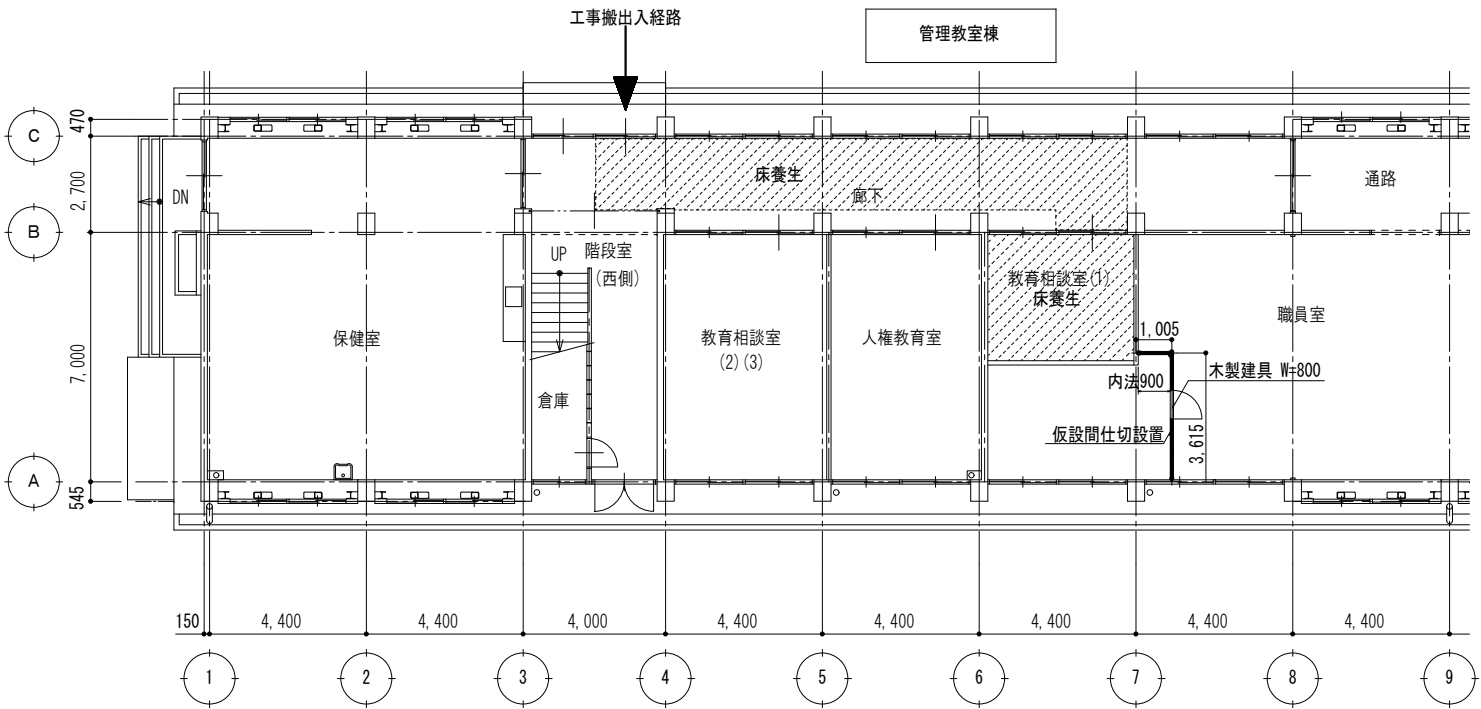 工事搬出入経路
管理教室棟
C
470
2,700
DN
床養生
廊下
通路
B
UP
階段室
(西側)
教育相談室(1)
床養生
職員室
保健室
教育相談室
(2)(3)
人権教育室
1,005
7,000
木製建具 W=800
内法900
倉庫
仮設間仕切設置
3,615
A
545
150
4,400
4,400
4,000
4,400
4,400
4,400
4,400
4,400
1
2
3
4
5
6
7
8
9